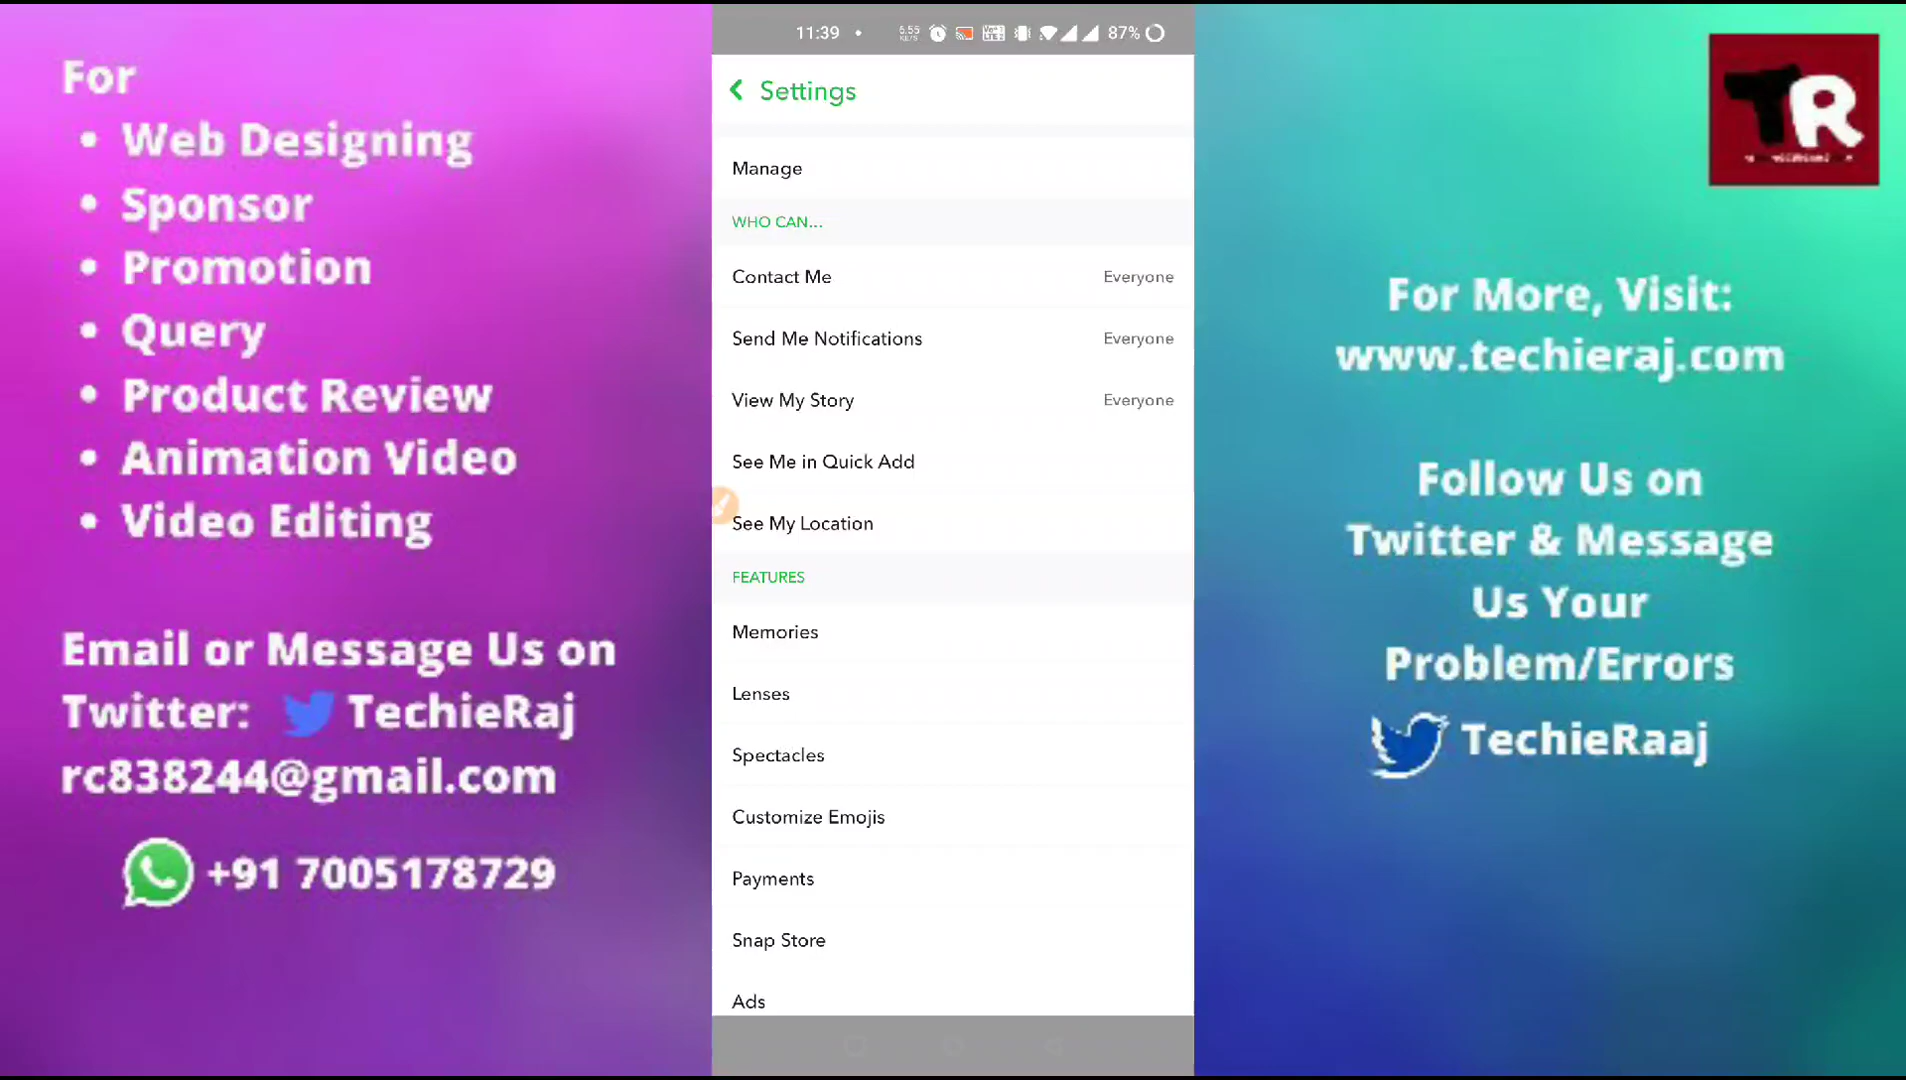 For
• Web Designing
• Sponsor
• Promotion
• Query
• Product Review
• Animation Video
• Video Editing
Email or Message Us on
Twitter: TechieRaj
rc838244@gmail.com
+91 7005178729
11:39
6.55
87%
Settings
Manage
WHO CAN...
Contact Me Everyone
Send Me Notifications Everyone
View My Story Everyone
See Me in Quick Add
See My Location
FEATURES
Memories
Lenses
Spectacles
Customize Emojis
Payments
Snap Store
Ads
TR
For More, Visit:
www.techieraj.com
Follow Us on
Twitter & Message
Us Your
Problem/Errors
TechieRaaj